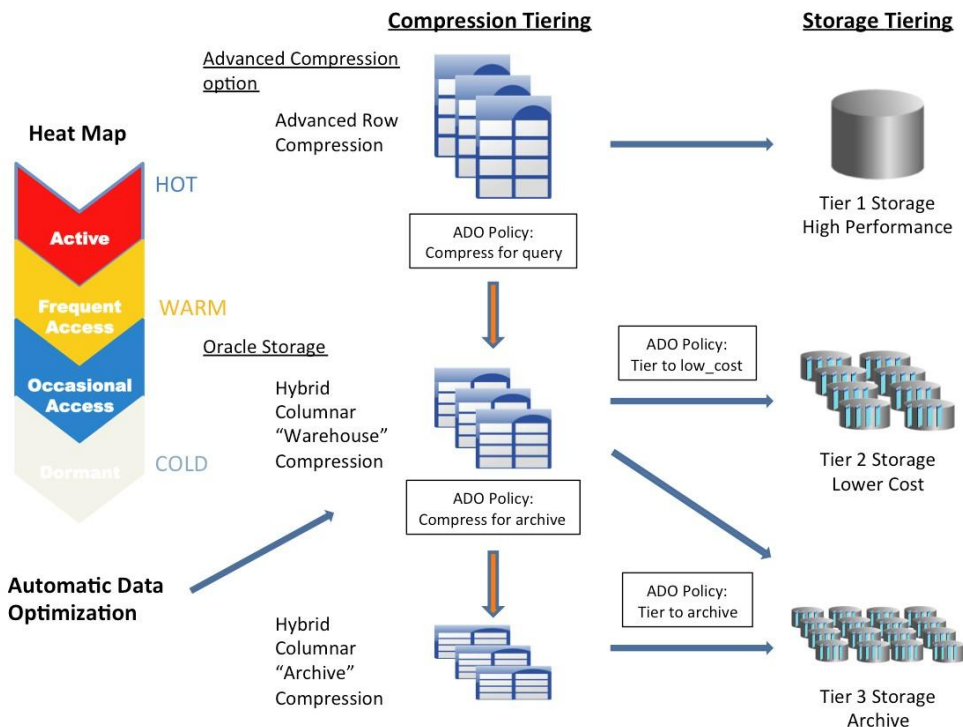 Compression Tiering
Storage Tiering
Advanced Compression
option
Advanced Row
Compression
Heat Map
HOT
Active
Tier 1 Storage
High Performance
ADO Policy:
Compress for query
Frequent
Access
WARM
Oracle Storage
ADO Policy:
Tier to low_cost
Occasional
Access
Hybrid
Columnar
“Warehouse”
Compression
Dormant
COLD
Tier 2 Storage
Lower Cost
ADO Policy:
Compress for archive
Automatic Data
Optimization
ADO Policy:
Tier to archive
Hybrid
Columnar
“Archive”
Compression
Tier 3 Storage
Archive